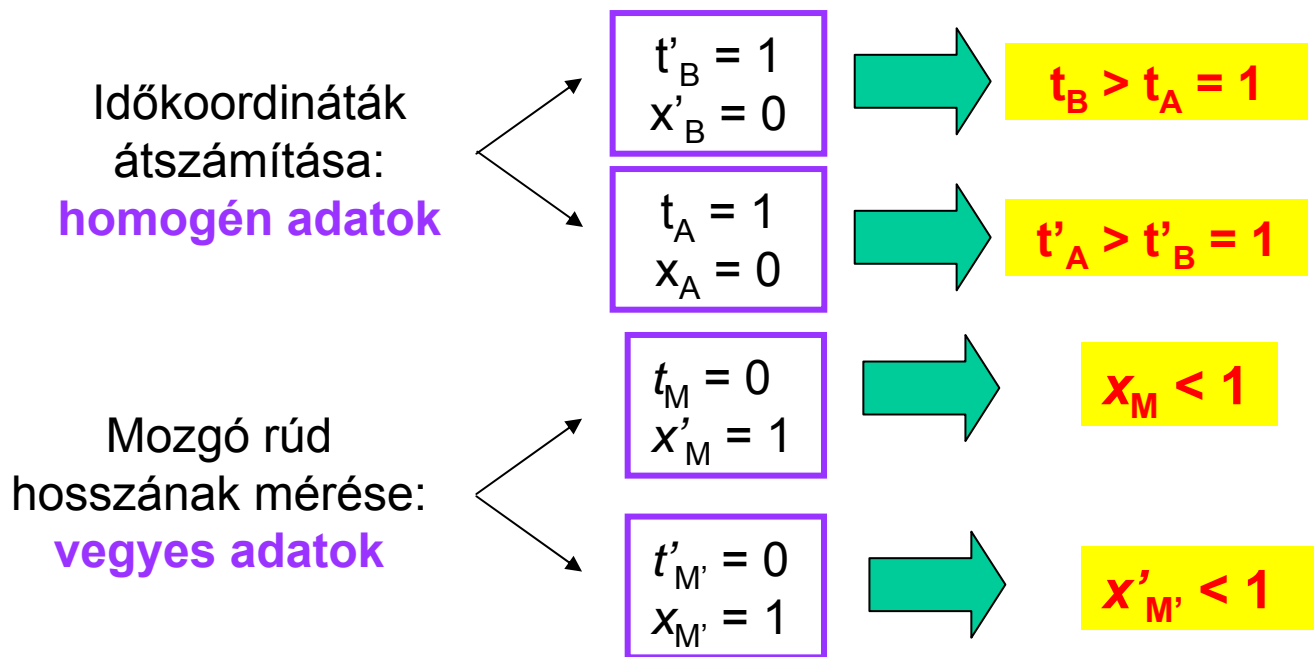 Időkoordináták
átszámítása:
homogén adatok
t’B = 1
x’B = 0
tB > tA = 1
tA = 1
xA = 0
t’A > t’B = 1
Mozgó rúd
hosszának mérése:
vegyes adatok
tM = 0
x’M = 1
xM < 1
t’M’ = 0
xM’ = 1
x’M’ < 1